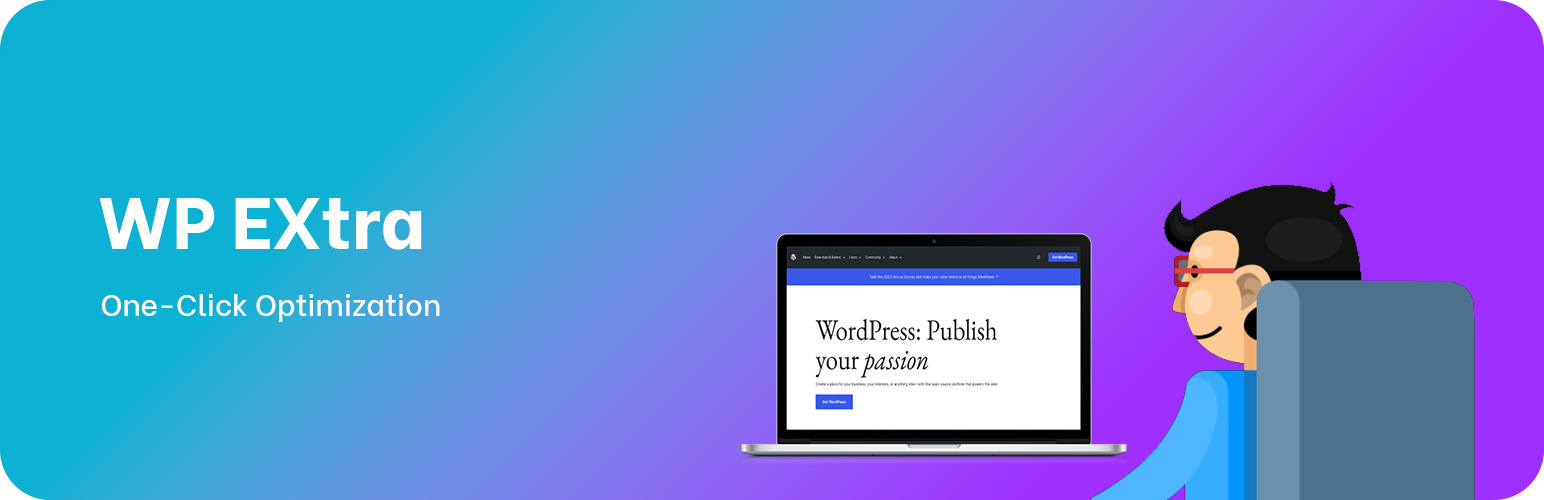 WP EXtra
One-Click Optimization
News Download & Extend Learn Community About
Get WordPress
Take the 2023 Annual Survey and make your voice heard on all things WordPress
WordPress: Publish
your passion
Create a place for your business, your interests, or anything else—with the open source platform that powers the web.
Get WordPress